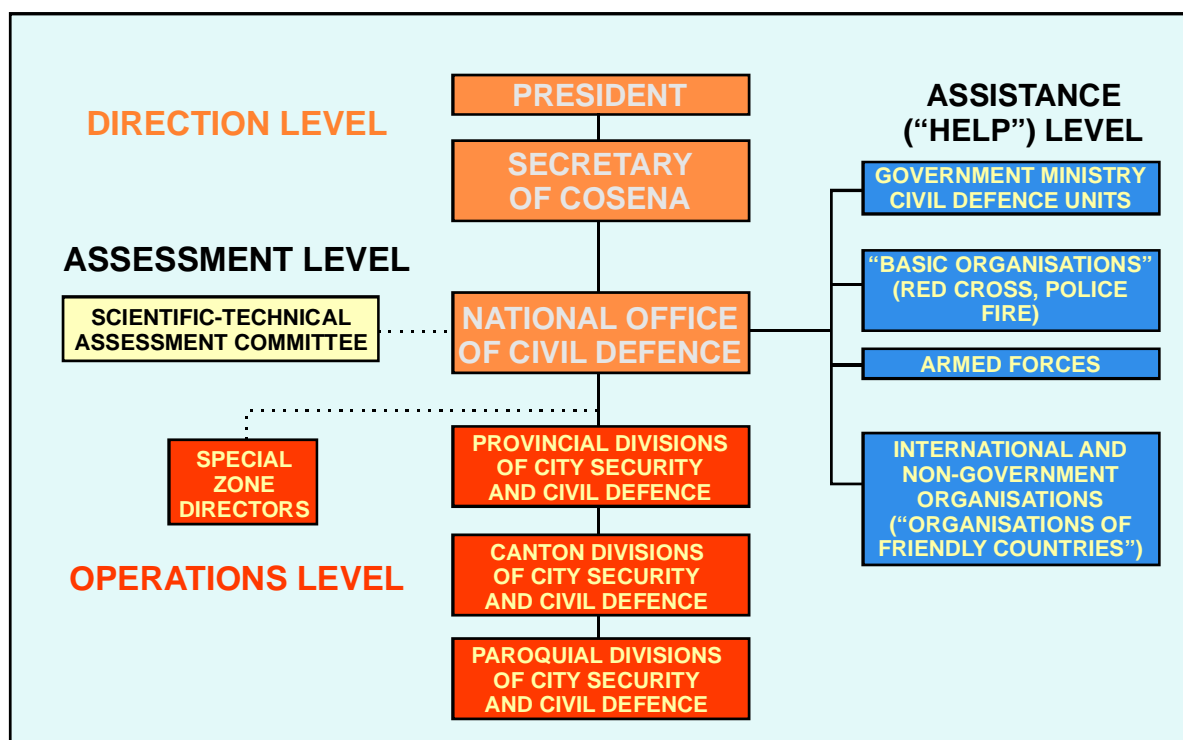 DIRECTION LEVEL
PRESIDENT
SECRETARY
OF COSENA
ASSESSMENT LEVEL
SCIENTIFIC-TECHNICAL
ASSESSMENT COMMITTEE
NATIONAL OFFICE
OF CIVIL DEFENCE
ASSISTANCE
(“HELP”) LEVEL
GOVERNMENT MINISTRY
CIVIL DEFENCE UNITS
“BASIC ORGANISATIONS”
(RED CROSS, POLICE
FIRE)
ARMED FORCES
INTERNATIONAL AND
NON-GOVERNMENT
ORGANISATIONS
(“ORGANISATIONS OF
FRIENDLY COUNTRIES”)
SPECIAL
ZONE
DIRECTORS
OPERATIONS LEVEL
PROVINCIAL DIVISIONS
OF CITY SECURITY
AND CIVIL DEFENCE
CANTON DIVISIONS
OF CITY SECURITY
AND CIVIL DEFENCE
PAROQUIAL DIVISIONS
OF CITY SECURITY
AND CIVIL DEFENCE